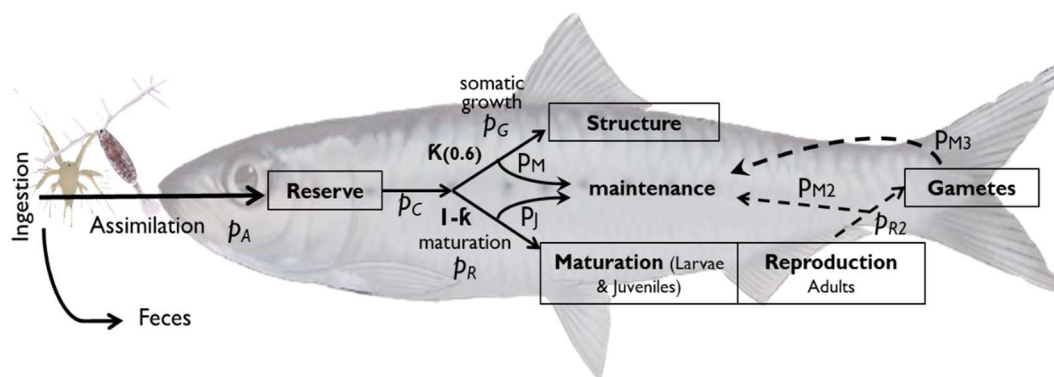 Ingestion
Assimilation
pA
Feces
Reserve
pC
somatic
growth
pG
K(0.6)
pM
1-k
pJ
maturation
pR
Structure
maintenance
Maturation (Larvae
& Juveniles)
Reproduction
Adults
PM3
PM2
PR2
Gametes